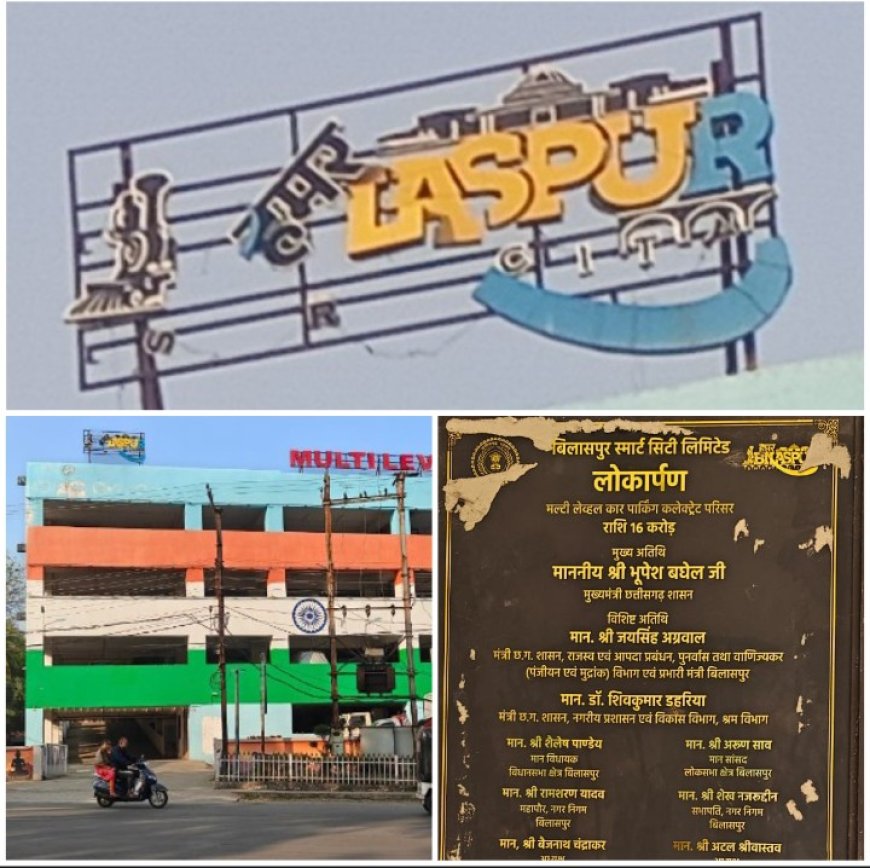 हमर
LASPUR
CIT
S R
MULTI LEV
बिलासपुर स्मार्ट सिटी लिमिटेड
लोकार्पण
मल्टी लेव्हल कार पार्किंग कलेक्ट्रेट परिसर
राशि 16 करोड़
मुख्य अतिथि
माननीय श्री भूपेश बघेल जी
मुख्यमंत्री छत्तीसगढ़ शासन
विशिष्ट अतिथि
मान. श्री जयसिंह अग्रवाल
मंत्री छ.ग. शासन, राजस्व एवं आपदा प्रबंधन, पुनर्वास तथा वाणिज्यकर
(पंजीयन एवं मुद्रांक) विभाग एवं प्रभारी मंत्री बिलासपुर
मान. डॉ. शिवकुमार डहरिया
मंत्री छ.ग. शासन, नगरीय प्रशासन एवं विकास विभाग, श्रम विभाग
मान. श्री शैलेष पाण्डेय
मान विधायक
विधानसभा क्षेत्र बिलासपुर
मान. श्री अरूण साव
मान सांसद
लोकसभा क्षेत्र बिलासपुर
मान. श्री रामशरण यादव
महापौर, नगर निगम
बिलासपुर
मान. श्री शेख नजरूद्दीन
सभापति, नगर निगम
बिलासपुर
मान, श्री बैजनाथ चंद्राकर
मान. श्री अटल श्रीवास्तव